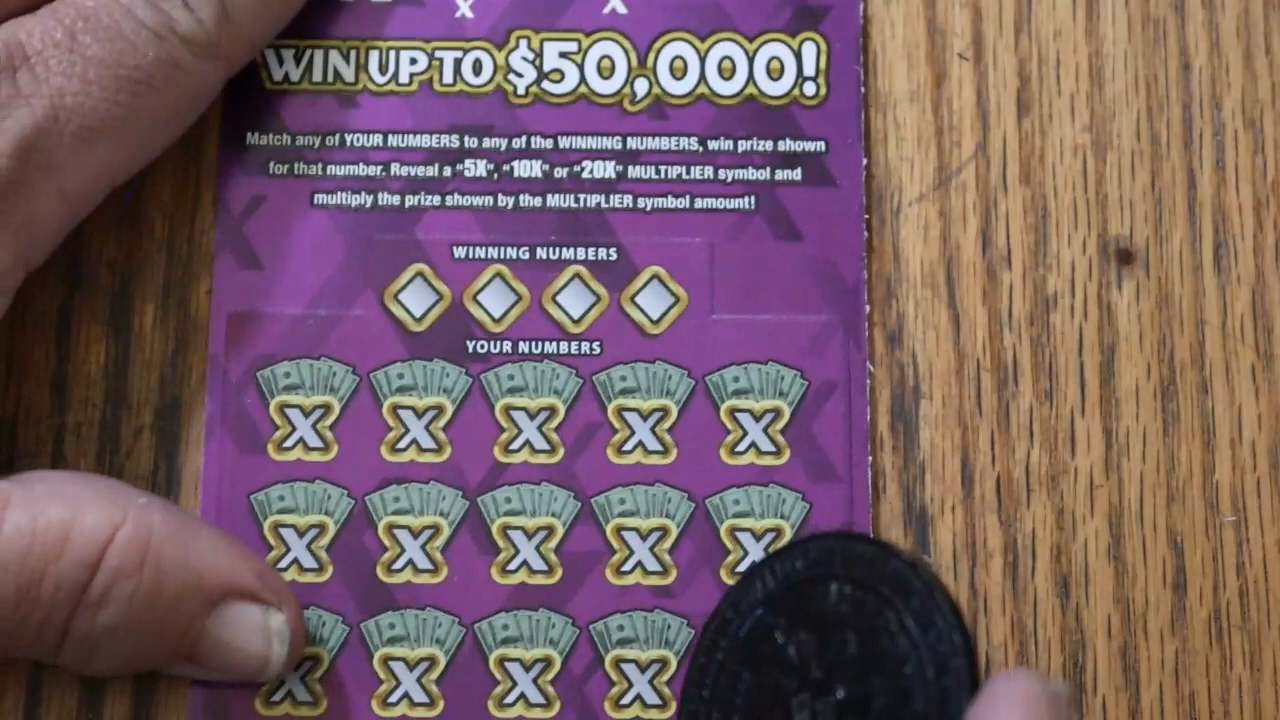 X X
WIN UP TO $50,000!
Match any of YOUR NUMBERS to any of the WINNING NUMBERS, win prize shown
for that number. Reveal a "5X", "10X" or "20X" MULTIPLIER symbol and
multiply the prize shown by the MULTIPLIER symbol amount!
WINNING NUMBERS
YOUR NUMBERS
X X X X X
X X X X X
X X X X